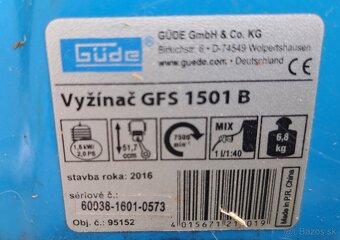 Güde
GÜDE GmbH & Co. KG
Birkichstr. 6 • D-74549 Wolpertshausen
www.guede.com • Deutschland
CE
Vyžínač GFS 1501 B
1,5 kW/
2,0 PS
51,7
ccm
7500 min⁻¹
MIX
1 l/1:40
6,8
kg
stavba roka: 2016
sériové č.:
60038-1601-0573
Obj. č.: 95152
Made in P.R. China
bazos.sk